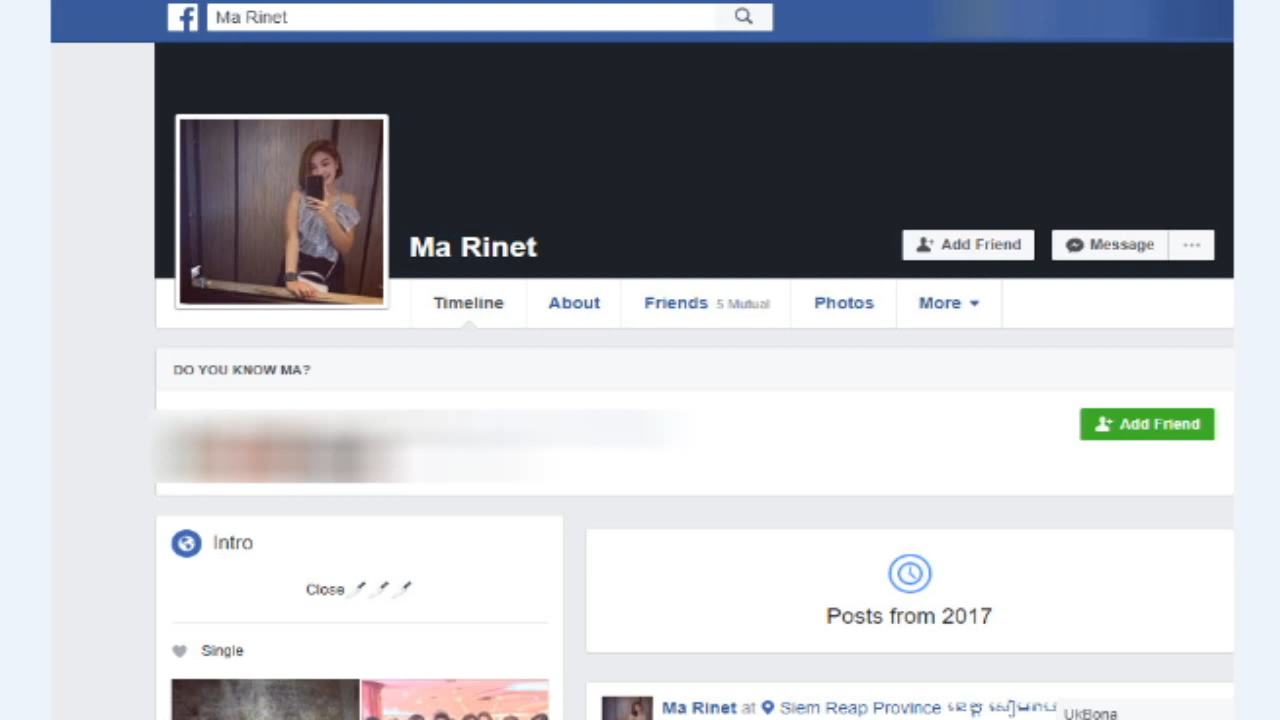 f Ma Rinet
Ma Rinet
Add Friend
Message
Timeline
About
Friends 5 Mutual
Photos
More
DO YOU KNOW MA?
Add Friend
Intro
Close
Single
Posts from 2017
Ma Rinet at Siem Reap Province
UkBona